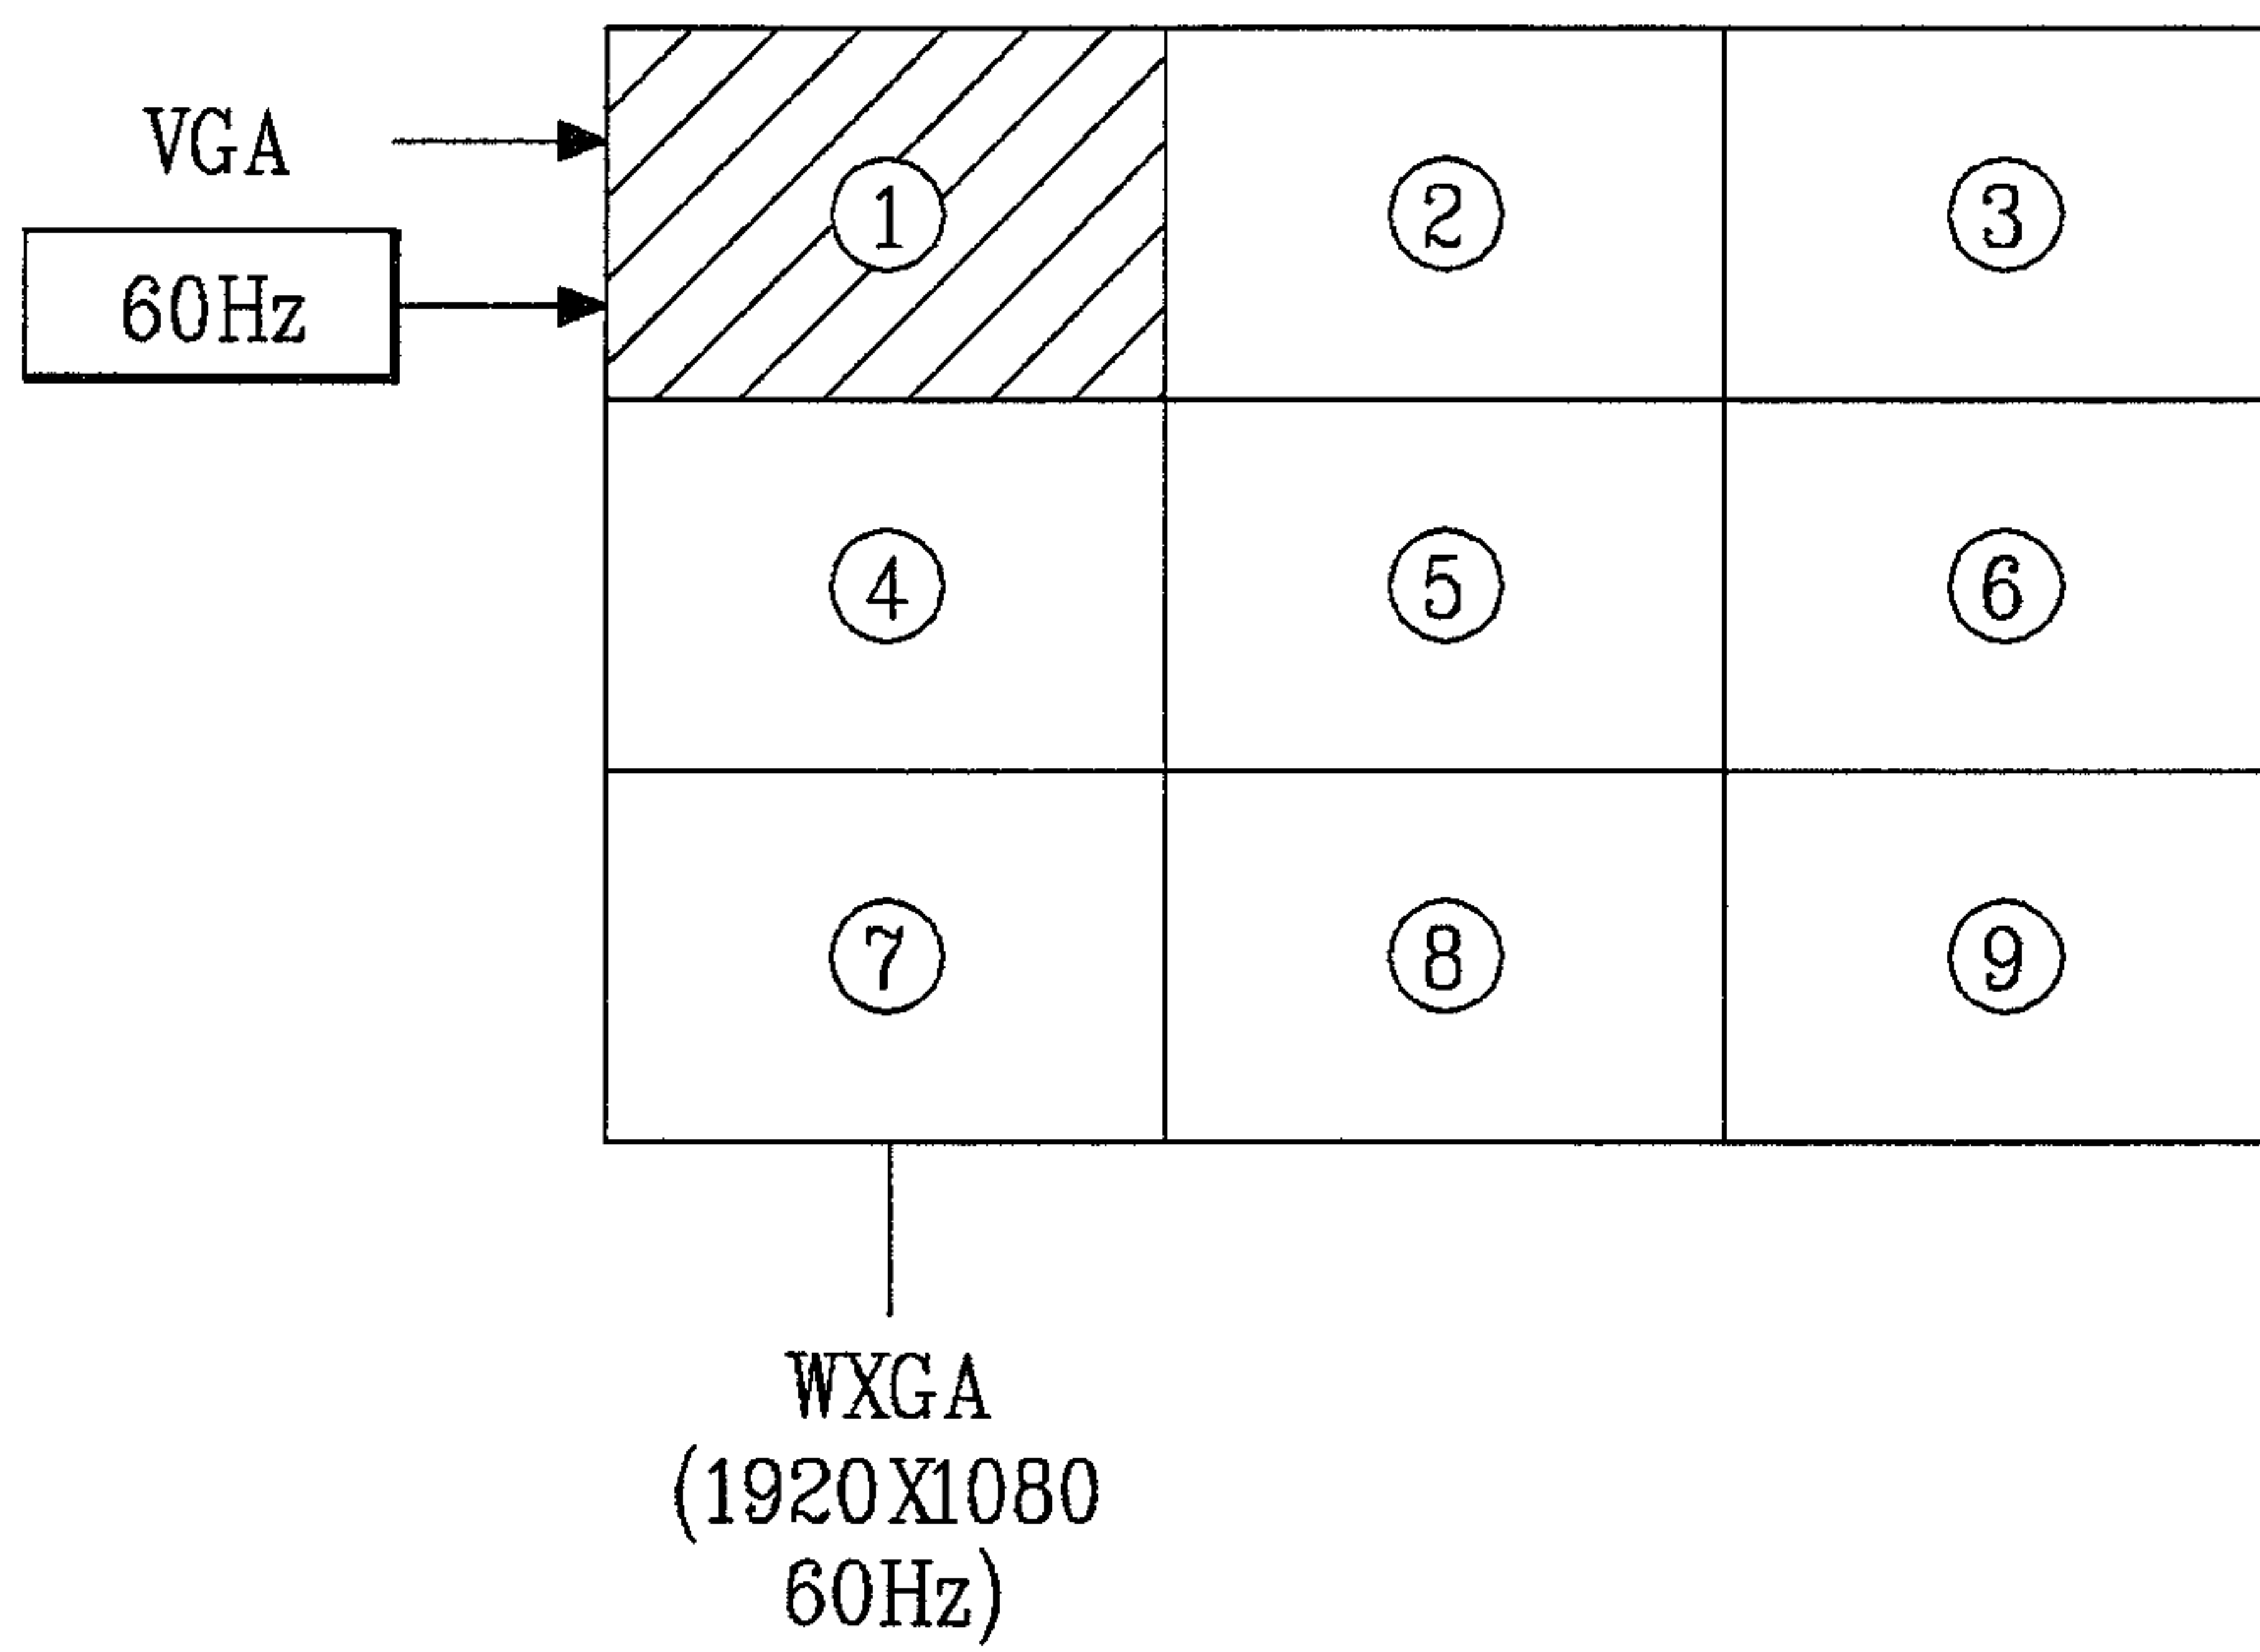 VGA
60Hz
① ② ③
④ ⑤ ⑥
⑦ ⑧ ⑨
WXGA
(1920X1080
60Hz)